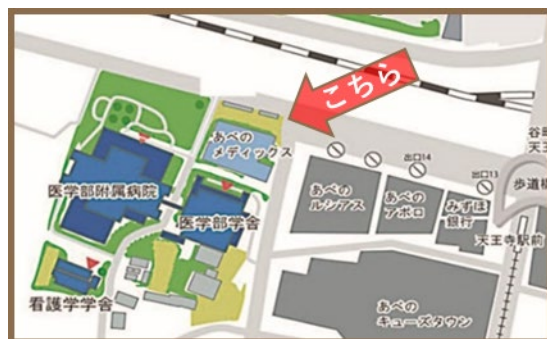 こちら
谷町
天王
あべの
メディックス
出口14
出口13
医学部附属病院
あべの
ルシアス
あべの
アポロ
みずほ
銀行
歩道橋
医学部学舎
天王寺駅前
看護学学舎
あべの
キューズタウン